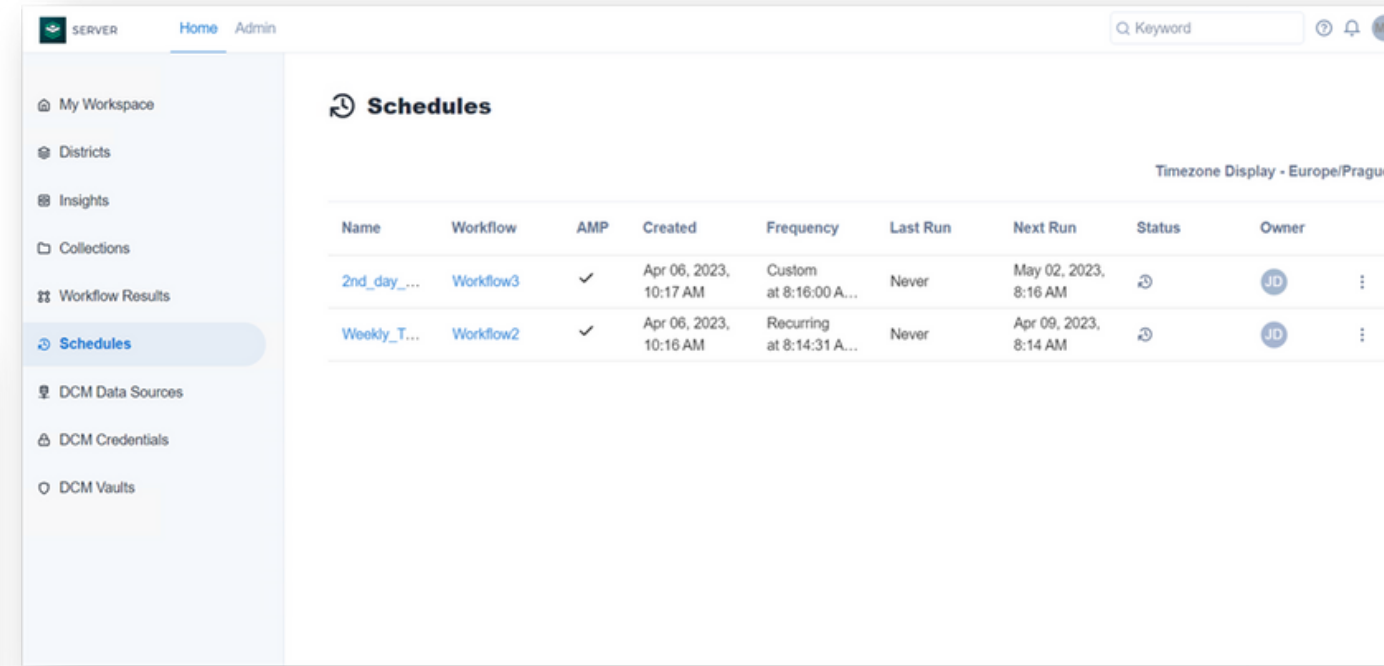 SERVER Home Admin Keyword
My Workspace
Districts
Insights
Collections
Workflow Results
Schedules
DCM Data Sources
DCM Credentials
DCM Vaults
Schedules
Timezone Display - Europe/Prague
Name Workflow AMP Created Frequency Last Run Next Run Status Owner
2nd_day_... Workflow3 Apr 06, 2023, 10:17 AM Custom at 8:16:00 A... Never May 02, 2023, 8:16 AM JD
Weekly_T... Workflow2 Apr 06, 2023, 10:16 AM Recurring at 8:14:31 A... Never Apr 09, 2023, 8:14 AM JD